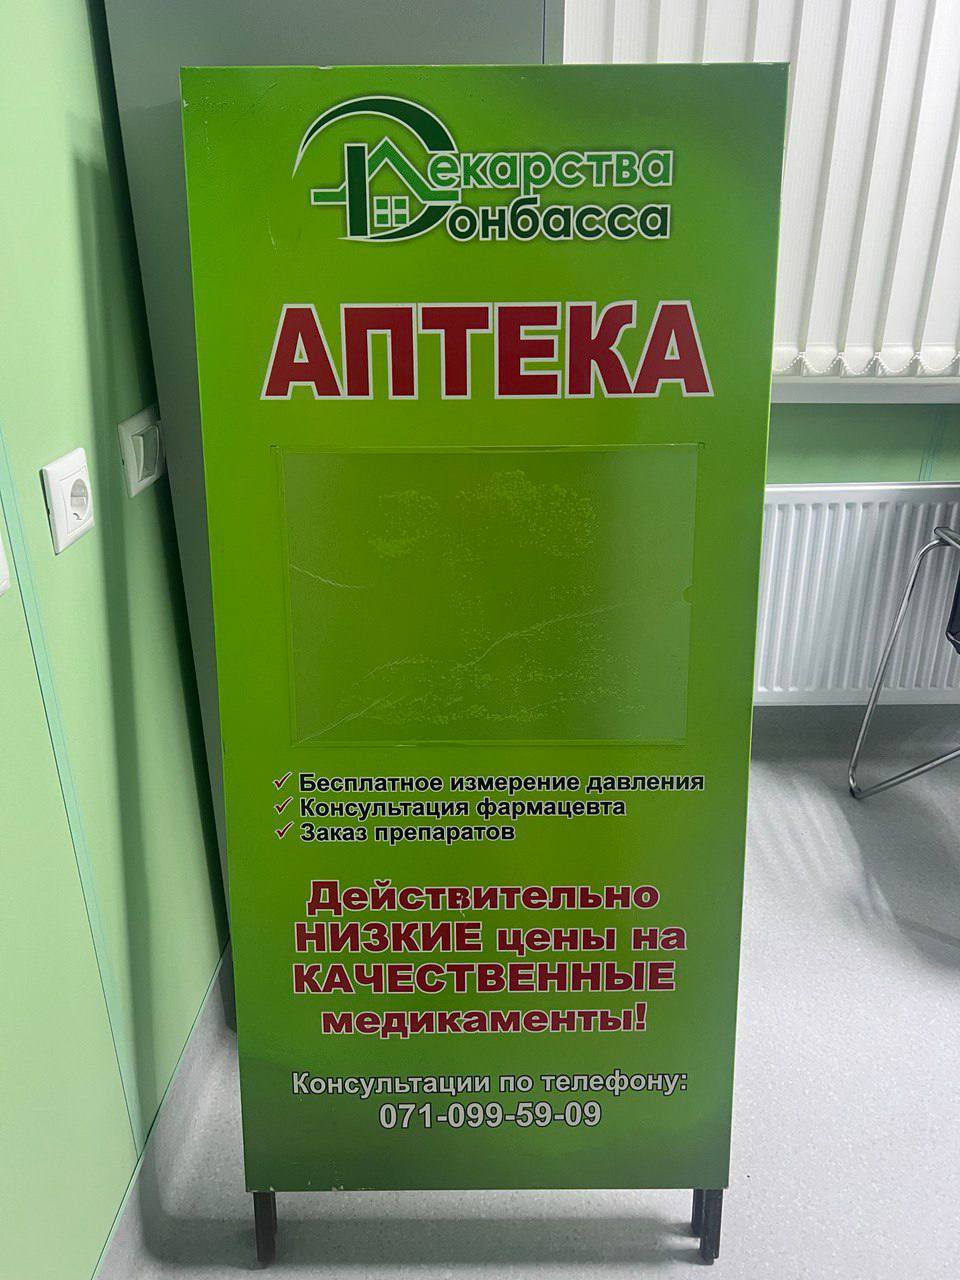 Лекарства
Донбасса
АПТЕКА
Бесплатное измерение давления
Консультация фармацевта
Заказ препаратов
Действительно
НИЗКИЕ цены на
КАЧЕСТВЕННЫЕ
медикаменты!
Консультации по телефону:
071-099-59-09